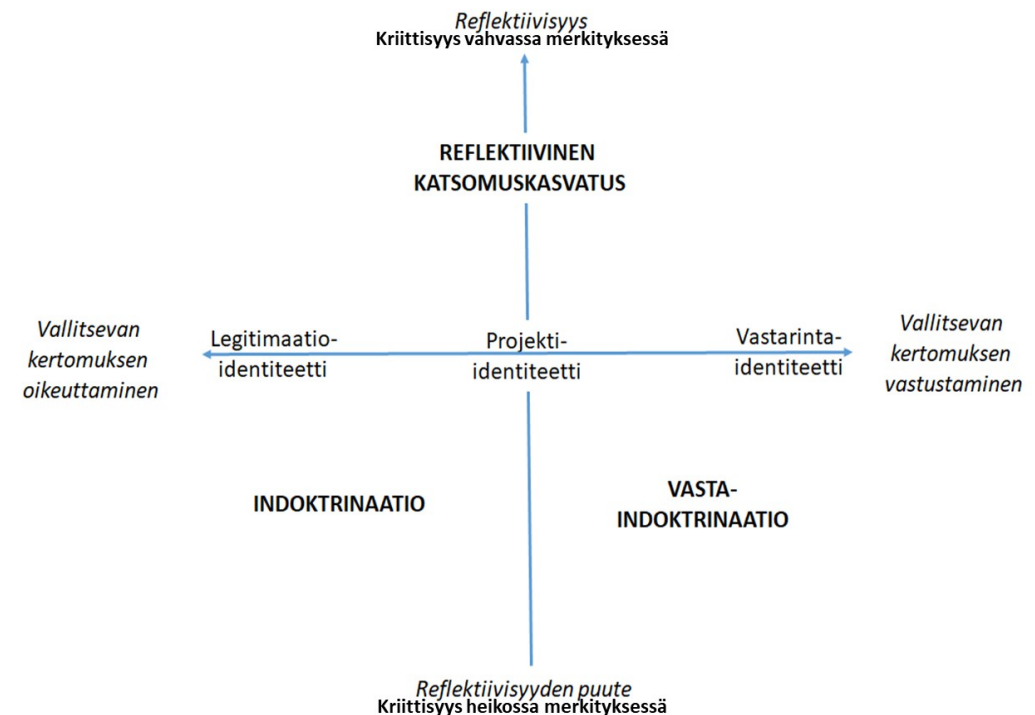 Reflektiivisyys
Kriittisyys vahvassa merkityksessä
REFLEKTIIVINEN
KATSOMUSKASVATUS
Vallitsevan
kertomuksen
oikeuttaminen
Legitimaatio-
identiteetti
Projekti-
identiteetti
Vastarinta-
identiteetti
Vallitsevan
kertomuksen
vastustaminen
INDOKTRINAATIO
VASTA-
INDOKTRINAATIO
Reflektiivisyyden puute
Kriittisyys heikossa merkityksessä